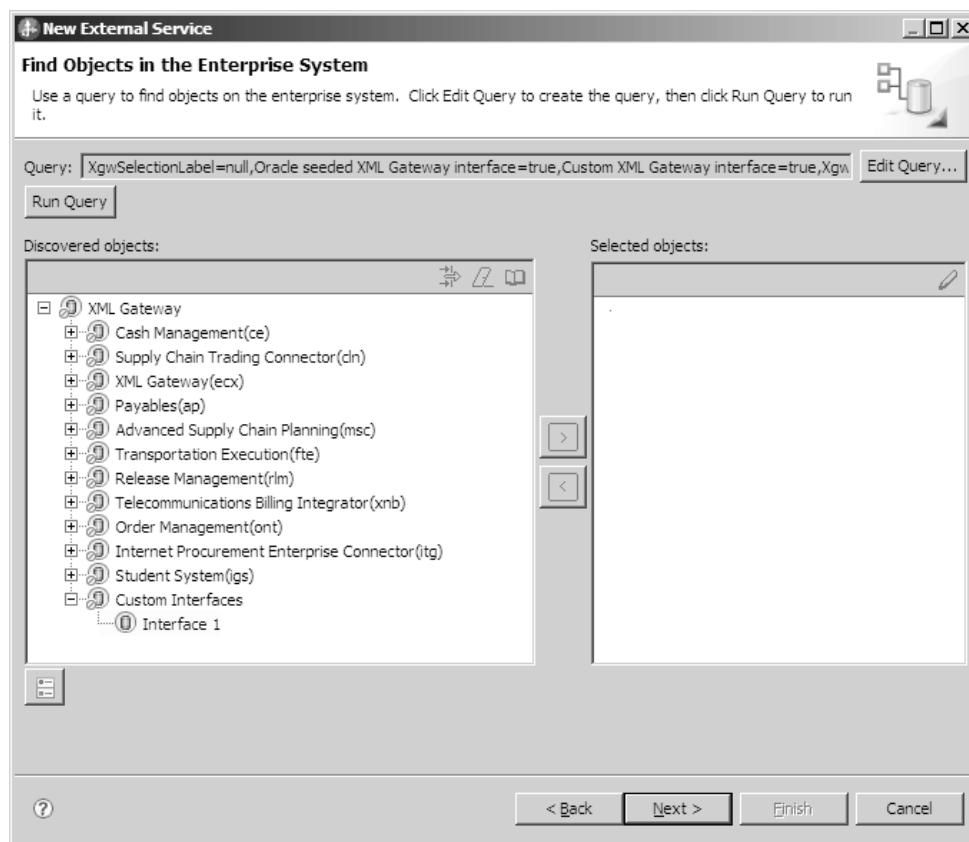 New External Service
Find Objects in the Enterprise System
Use a query to find objects on the enterprise system. Click Edit Query to create the query, then click Run Query to run
it.
Query: XgwSelectionLabel=null,Oracle seeded XML Gateway interface=true,Custom XML Gateway interface=true,Xgw Edit Query...
Run Query
Discovered objects: Selected objects:
XML Gateway
Cash Management(ce)
Supply Chain Trading Connector(cln)
XML Gateway(ecx)
Payables(ap)
Advanced Supply Chain Planning(msc)
Transportation Execution(fte)
Release Management(rlm)
Telecommunications Billing Integrator(xnb)
Order Management(ont)
Internet Procurement Enterprise Connector(itg)
Student System(igs)
Custom Interfaces
Interface 1
< Back Next > Finish Cancel